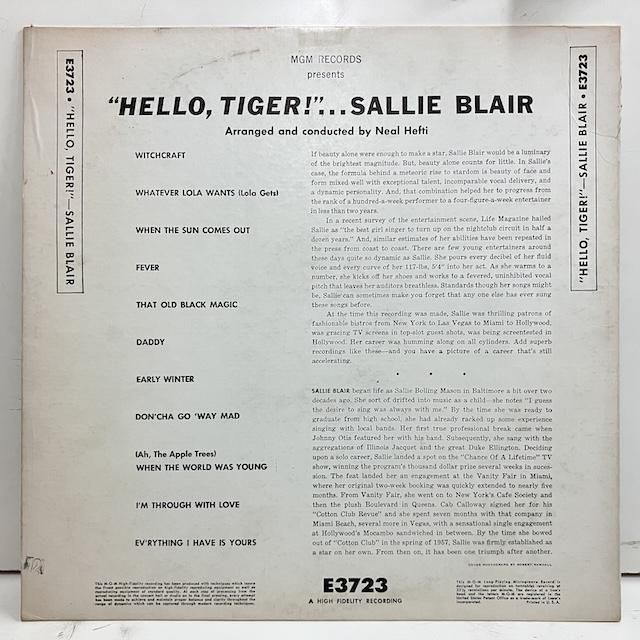 MGM RECORDS
presents
"HELLO, TIGER!"... SALLIE BLAIR
Arranged and conducted by Neal Hefti
E3723 • "HELLO, TIGER!"—SALLIE BLAIR
WITCHCRAFT
WHATEVER LOLA WANTS (Lola Gets)
WHEN THE SUN COMES OUT
FEVER
THAT OLD BLACK MAGIC
DADDY
EARLY WINTER
DON'CHA GO 'WAY MAD
(Ah, The Apple Trees)
WHEN THE WORLD WAS YOUNG
I'M THROUGH WITH LOVE
EV'RYTHING I HAVE IS YOURS
If beauty alone were enough to make a star, Sallie Blair would be a luminary
of the brightest magnitude. But, beauty alone counts for little. In Sallie's
case, the formula behind a meteoric rise to stardom is beauty of face and
form mixed well with exceptional talent, incomparable vocal delivery, and
a dynamic personality. And, that combination helped her to progress from
the rank of a hundred-a-week performer to a four-figure-a-week entertainer
in less than two years.
In a recent survey of the entertainment scene, Life Magazine hailed
Sallie as "the best girl singer to turn up on the nightclub circuit in half a
dozen years." And, similar estimates of her abilities have been repeated in
the press from coast to coast. There are few young entertainers around
these days quite so dynamic as Sallie. She pours every decibel of her fluid
voice and every curve of her 117-lbs, 5'4" into her act. As she warms to a
number, she kicks off her shoes and works to a fevered, uninhibited vocal
pitch that leaves her auditors breathless. Standards though her songs might
be, Sallie can sometimes make you forget that any one else has ever sung
these songs before.
At the time this recording was made, Sallie was thrilling patrons of
fashionable bistros from New York to Las Vegas to Miami to Hollywood,
was gracing TV screens in top-slot guest shots, was being screentested in
Hollywood. Her career was humming along on all cylinders. Add superb
recordings like these—and you have a picture of a career that's still
accelerating.
• • •
SALLIE BLAIR began life as Sallie Bolling Mason in Baltimore a bit over two
decades ago. She sort of drifted into music as a child—she notes "I guess
the desire to sing was always with me." By the time she was ready to
graduate from high school, she had already racked up some experience
singing with local bands. Her first true professional break came when
Johnny Otis featured her with his band. Subsequently, she sang with the
aggregations of Illinois Jacquet and the great Duke Ellington. Deciding
upon a solo career, Sallie landed a spot on the "Chance Of A Lifetime" TV
show, winning the program's thousand dollar prize several weeks in succes-
sion. The feat landed her an engagement at the Vanity Fair in Miami,
where her original two-week booking was quickly extended to nearly five
months. From Vanity Fair, she went on to New York's Cafe Society and
then the plush Boulevard in Queens. Cab Calloway signed her for his
"Cotton Club Revue" and she spent seven months with that company in
Miami Beach, several more in Vegas, with a sensational single engagement
at Hollywood's Mocambo sandwiched in between. By the time she bowed
out of "Cotton Club" in the spring of 1957, Sallie was firmly established as
a star on her own. From then on, it has been one triumph after another.
"HELLO, TIGER!"—SALLIE BLAIR • E3723
E3723
A HIGH FIDELITY RECORDING